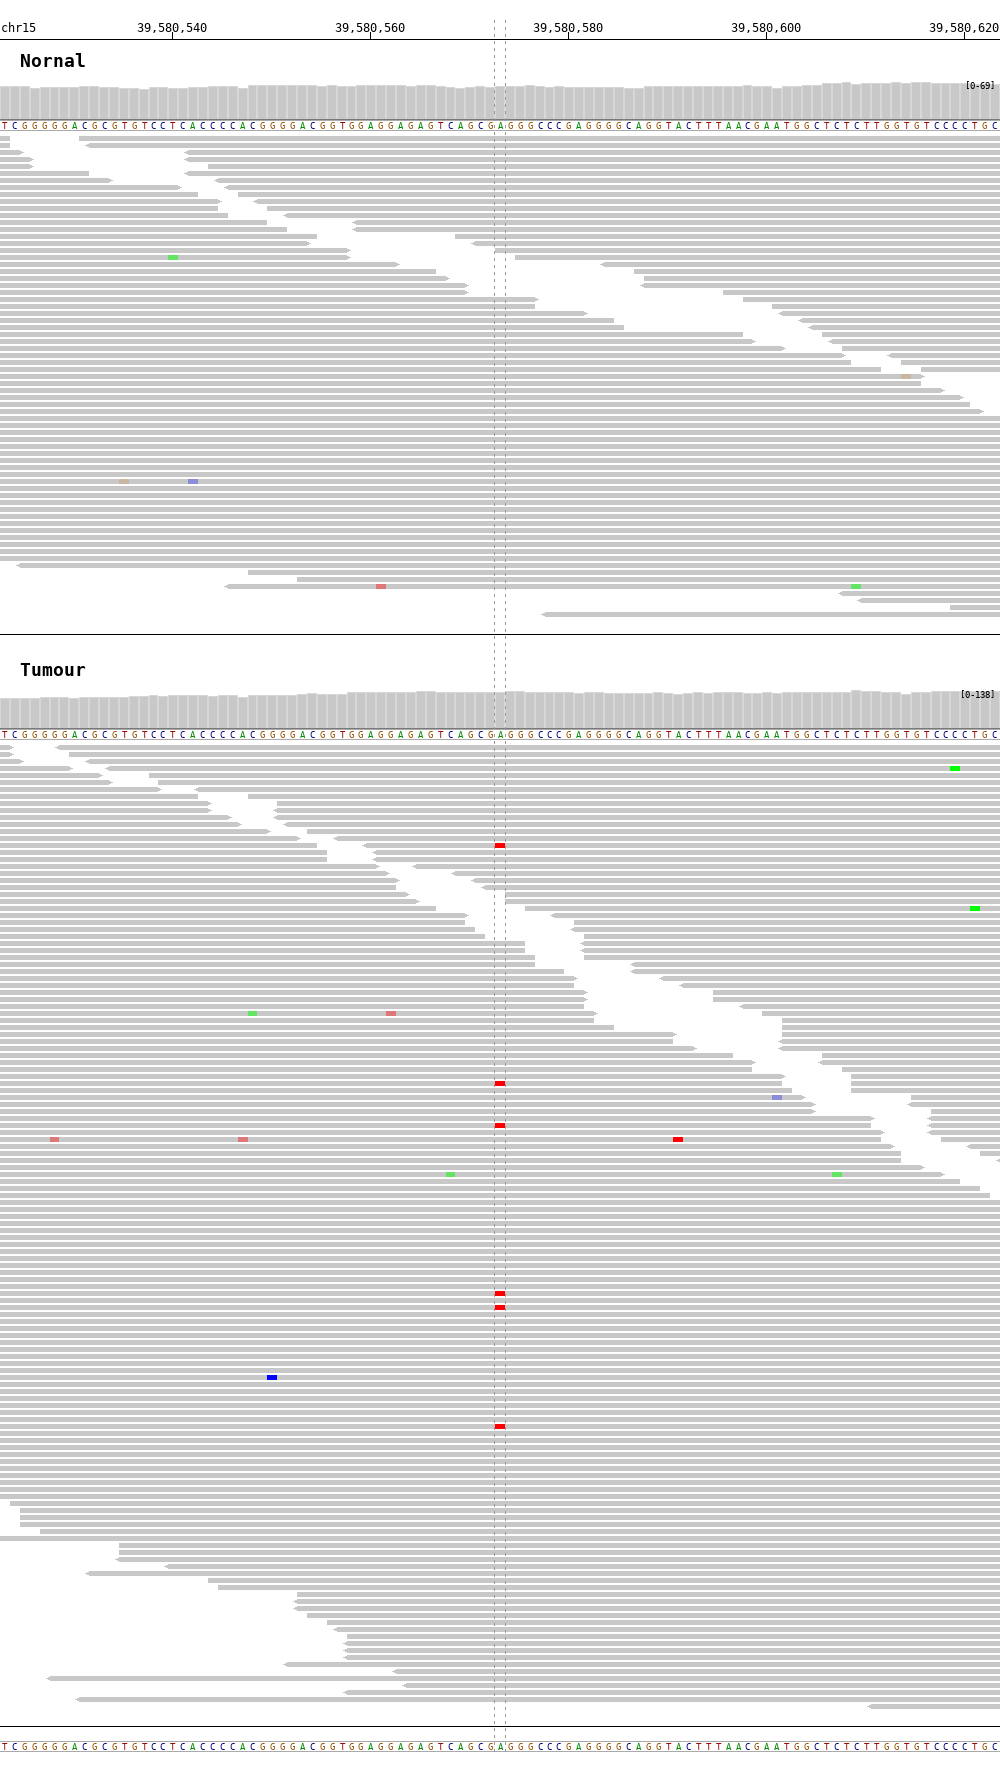 chr15 39,580,540 39,580,560 39,580,580 39,580,600 39,580,620
Nornal
[0-69]
TCGGGGGACGCGTGTCCTCACCCCACGGGGACGGTGGAGGAGAGTCAGCGAGGGCCCGAGGGGCAGGTACTTTAACGAATGGCTCTCTTGGTGTCCCCTGC
Tumour
[0-138]
TCGGGGGACGCGTGTCCTCACCCCACGGGGACGGTGGAGGAGAGTCAGCGAGGGCCCGAGGGGCAGGTACTTTAACGAATGGCTCTCTTGGTGTCCCCTGC
TCGGGGGACGCGTGTCCTCACCCCACGGGGACGGTGGAGGAGAGTCAGCGAGGGCCCGAGGGGCAGGTACTTTAACGAATGGCTCTCTTGGTGTCCCCTGC